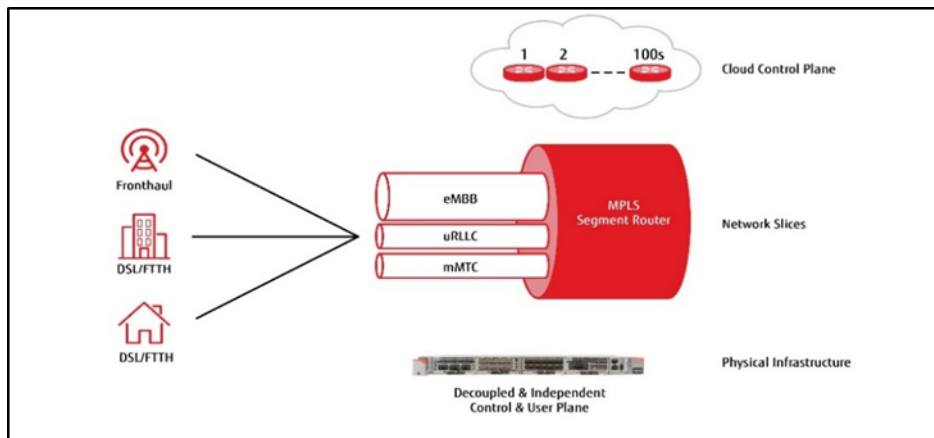 1 2 100s
Cloud Control Plane
Fronthaul
DSL/FTTH
DSL/FTTH
eMBB
uRLLC
mMTC
MPLS
Segment Router
Network Slices
Physical Infrastructure
Decoupled & Independent
Control & User Plane